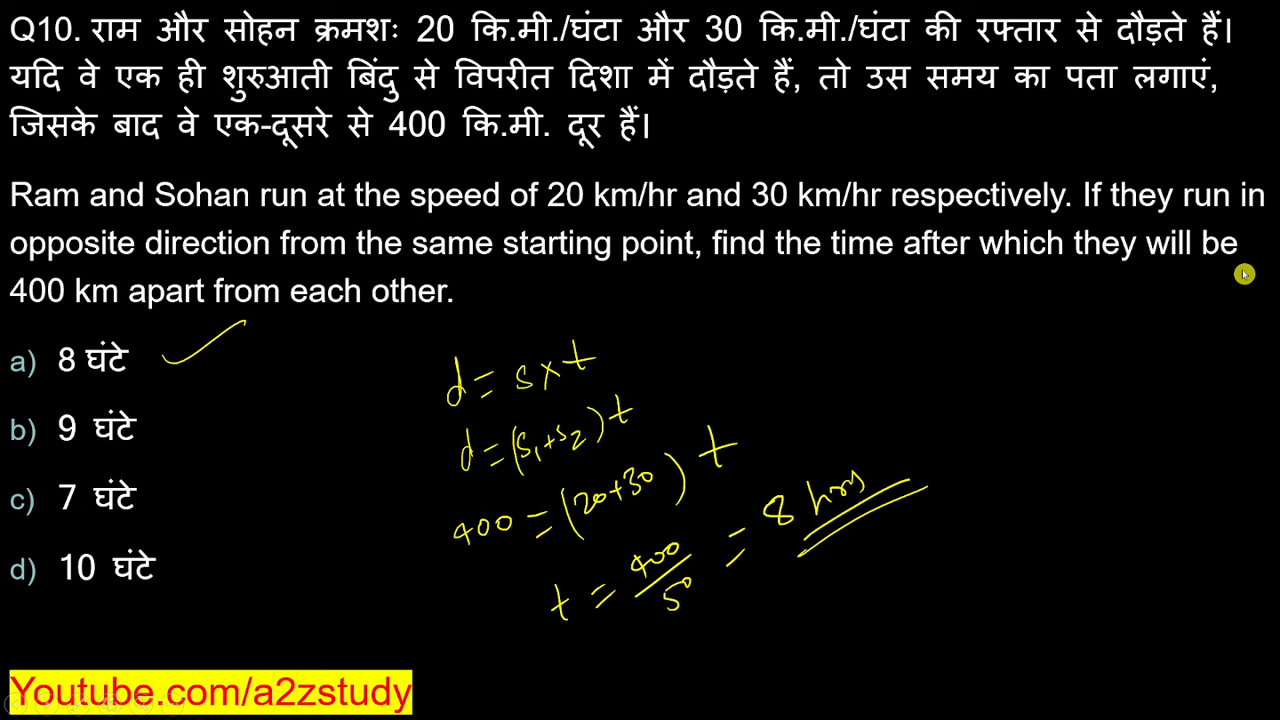 Q10. राम और सोहन क्रमशः 20 कि.मी./घंटा और 30 कि.मी./घंटा की रफ्तार से दौड़ते हैं।
यदि वे एक ही शुरुआती बिंदु से विपरीत दिशा में दौड़ते हैं, तो उस समय का पता लगाएं,
जिसके बाद वे एक-दूसरे से 400 कि.मी. दूर हैं।
Ram and Sohan run at the speed of 20 km/hr and 30 km/hr respectively. If they run in
opposite direction from the same starting point, find the time after which they will be
400 km apart from each other.
a) 8 घंटे
b) 9 घंटे
c) 7 घंटे
d) 10 घंटे
d = s x t
d = (s₁+s₂) t
400 = (20+30) t
t = 400/50 = 8 hrs
Youtube.com/a2zstudy